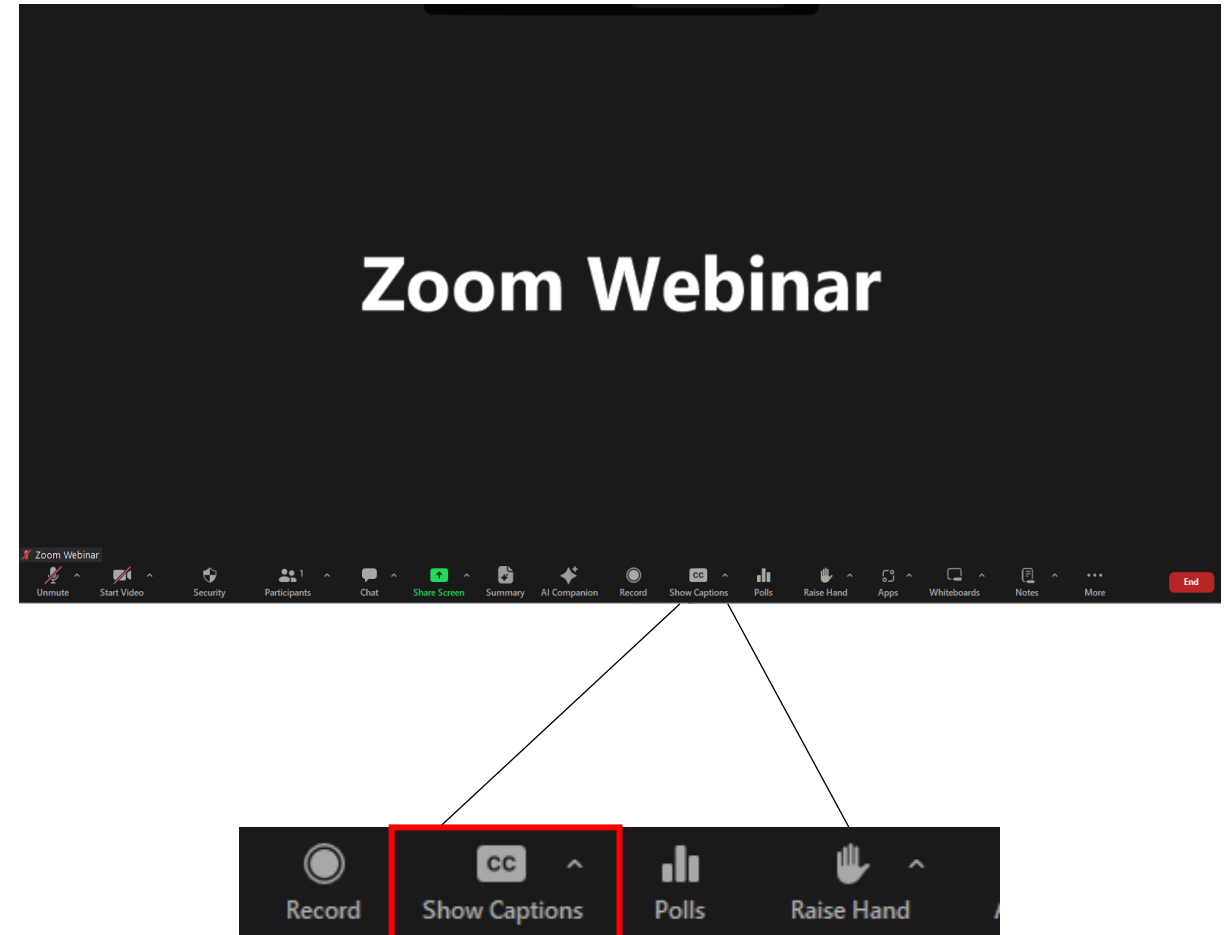 Zoom Webinar
Zoom Webinar
1
Unmute Start Video Security Participants Chat Share Screen Summary AI Companion Record CC Show Captions Polls Raise Hand Apps Whiteboards Notes More End
CC
Record Show Captions Polls Raise Hand